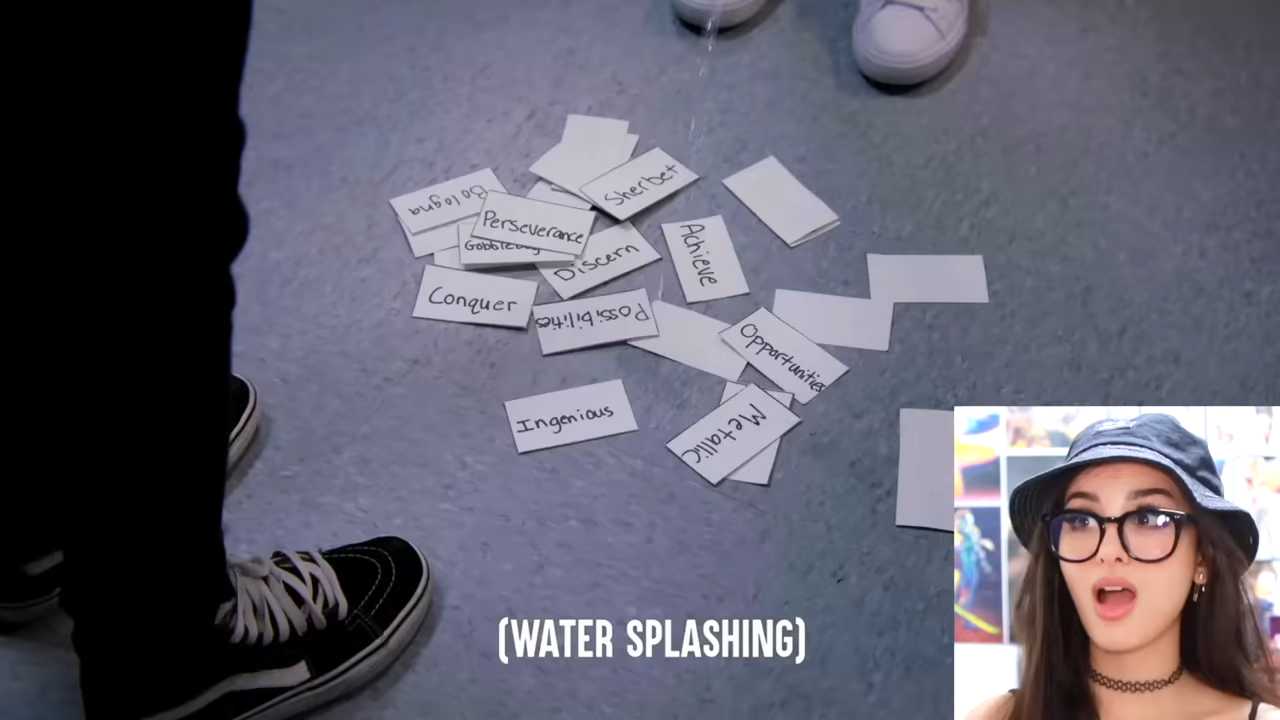 Sherbet
Bologna
Perseverance
Discern
Achieve
Conquer
Possibilities
Opportunities
Ingenious
Metallic
(WATER SPLASHING)